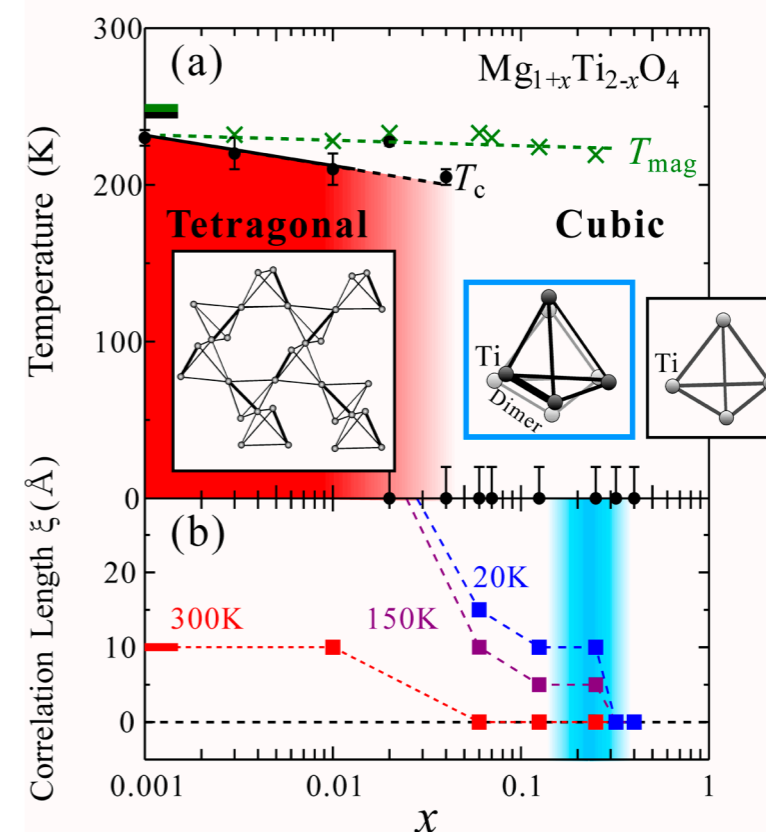 300
(a)
Mg1+xTi2-xO4
Tmag
200
Tc
Tetragonal
Cubic
Temperature (K)
100
Ti
Dimer
Ti
0
(b)
Correlation Length ξ (Å)
20
20K
300K
150K
10
0
0.001
0.01
0.1
1
x